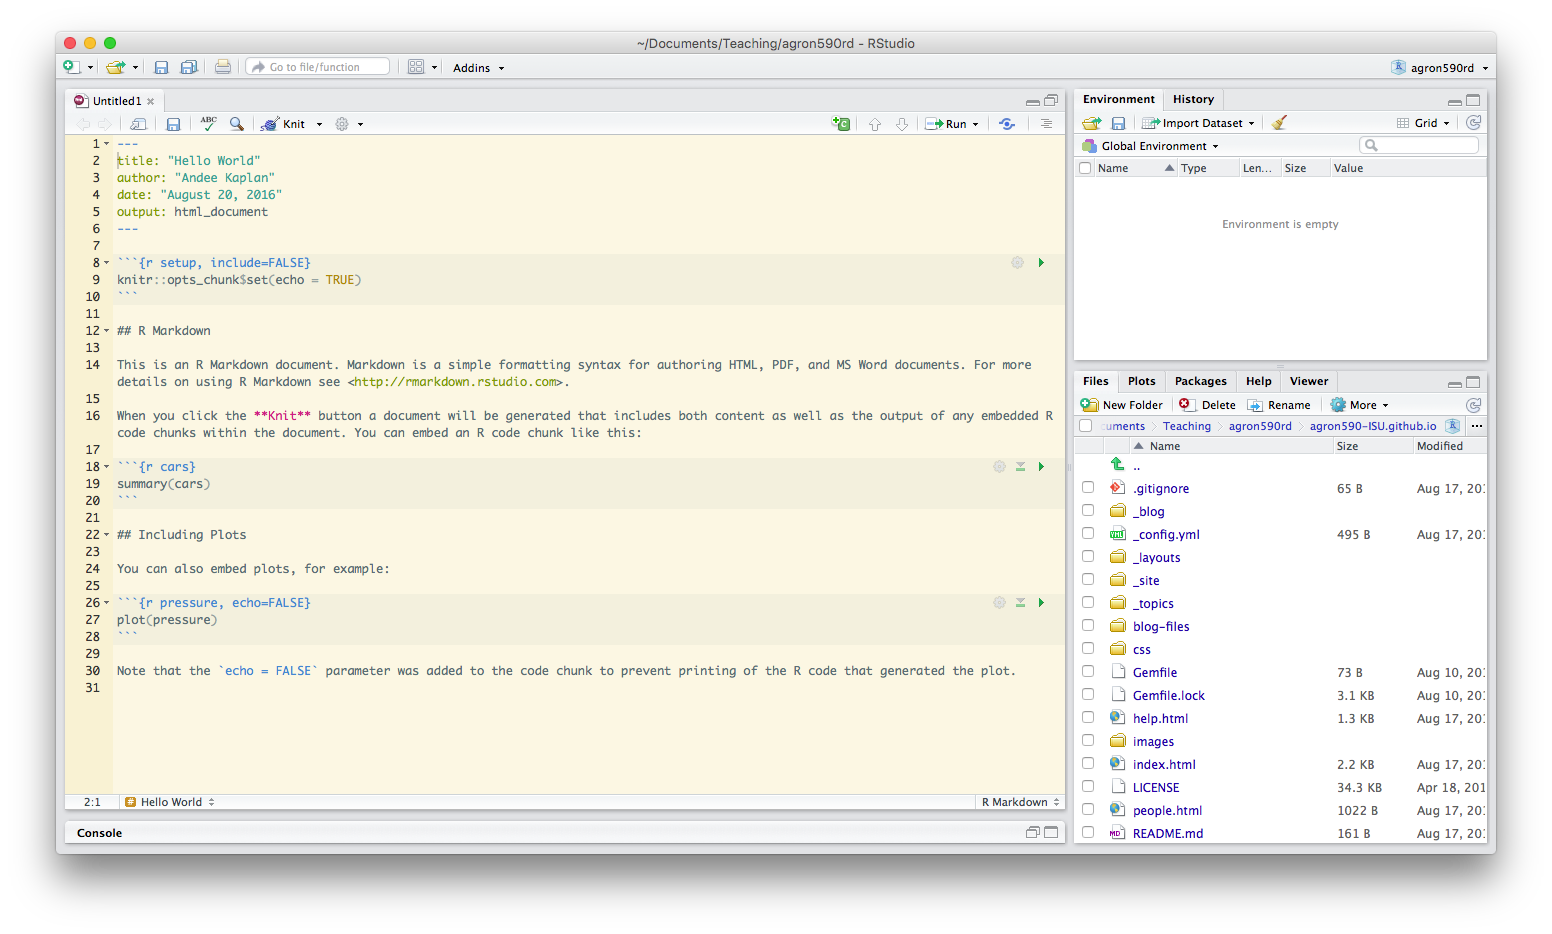 ~/Documents/Teaching/agron590rd - RStudio
Go to file/function
Addins
agron590rd
Untitled1
ABC
Knit
Run
1 ---
2 title: "Hello World"
3 author: "Andee Kaplan"
4 date: "August 20, 2016"
5 output: html_document
6 ---
7
8 ```{r setup, include=FALSE}
9 knitr::opts_chunk$set(echo = TRUE)
10 ```
11
12 ## R Markdown
13
14 This is an R Markdown document. Markdown is a simple formatting syntax for authoring HTML, PDF, and MS Word documents. For more
details on using R Markdown see <http://rmarkdown.rstudio.com>.
15
16 When you click the **Knit** button a document will be generated that includes both content as well as the output of any embedded R
code chunks within the document. You can embed an R code chunk like this:
17
18 ```{r cars}
19 summary(cars)
20 ```
21
22 ## Including Plots
23
24 You can also embed plots, for example:
25
26 ```{r pressure, echo=FALSE}
27 plot(pressure)
28 ```
29
30 Note that the `echo = FALSE` parameter was added to the code chunk to prevent printing of the R code that generated the plot.
31
2:1 # Hello World R Markdown
Console
Environment History
Import Dataset Grid
Global Environment
Name Type Len... Size Value
Environment is empty
Files Plots Packages Help Viewer
New Folder Delete Rename More
cuments Teaching agron590rd agron590-ISU.github.io R ...
Name Size Modified
..
.gitignore 65 B Aug 17, 20
_blog
YML _config.yml 495 B Aug 17, 20
_layouts
_site
_topics
blog-files
css
Gemfile 73 B Aug 10, 20
Gemfile.lock 3.1 KB Aug 10, 20
help.html 1.3 KB Aug 17, 20
images
index.html 2.2 KB Aug 17, 20
LICENSE 34.3 KB Apr 18, 201
people.html 1022 B Aug 17, 20
MD README.md 161 B Aug 17, 20